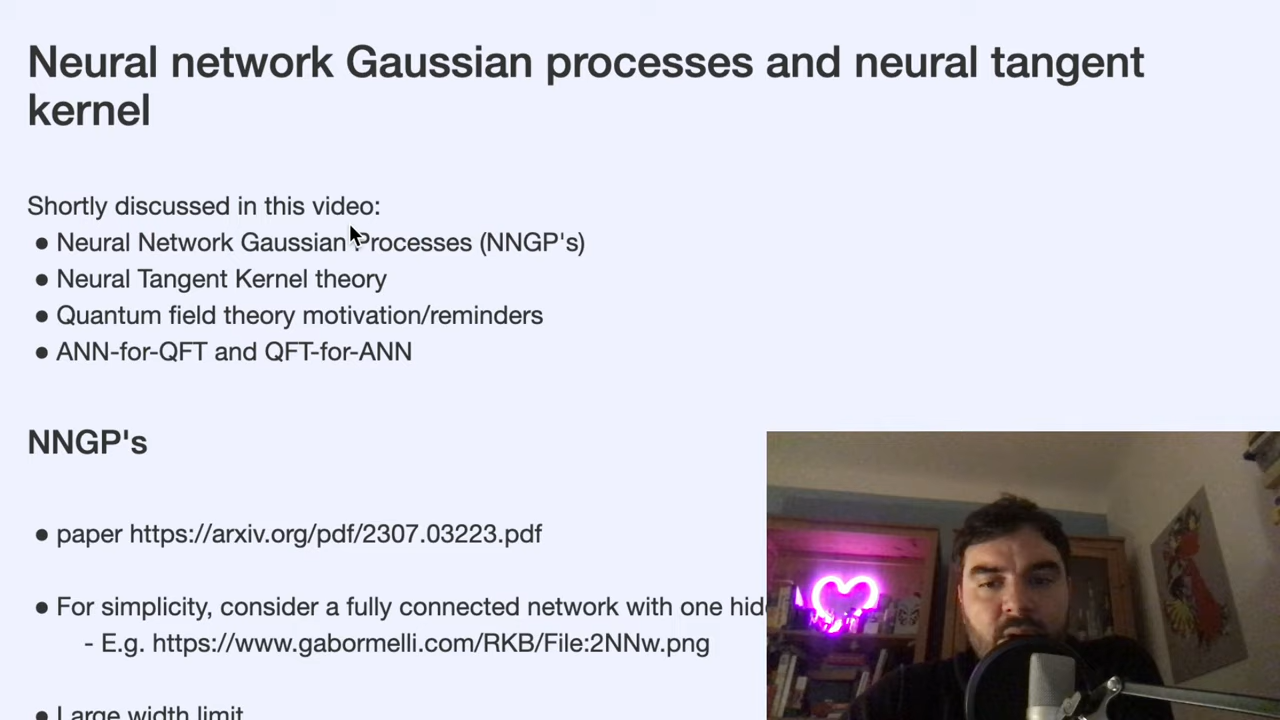 Neural network Gaussian processes and neural tangent
kernel
Shortly discussed in this video:
● Neural Network Gaussian Processes (NNGP's)
● Neural Tangent Kernel theory
● Quantum field theory motivation/reminders
● ANN-for-QFT and QFT-for-ANN
NNGP's
● paper https://arxiv.org/pdf/2307.03223.pdf
● For simplicity, consider a fully connected network with one hid
- E.g. https://www.gabormelli.com/RKB/File:2NNw.png
● Large width limit